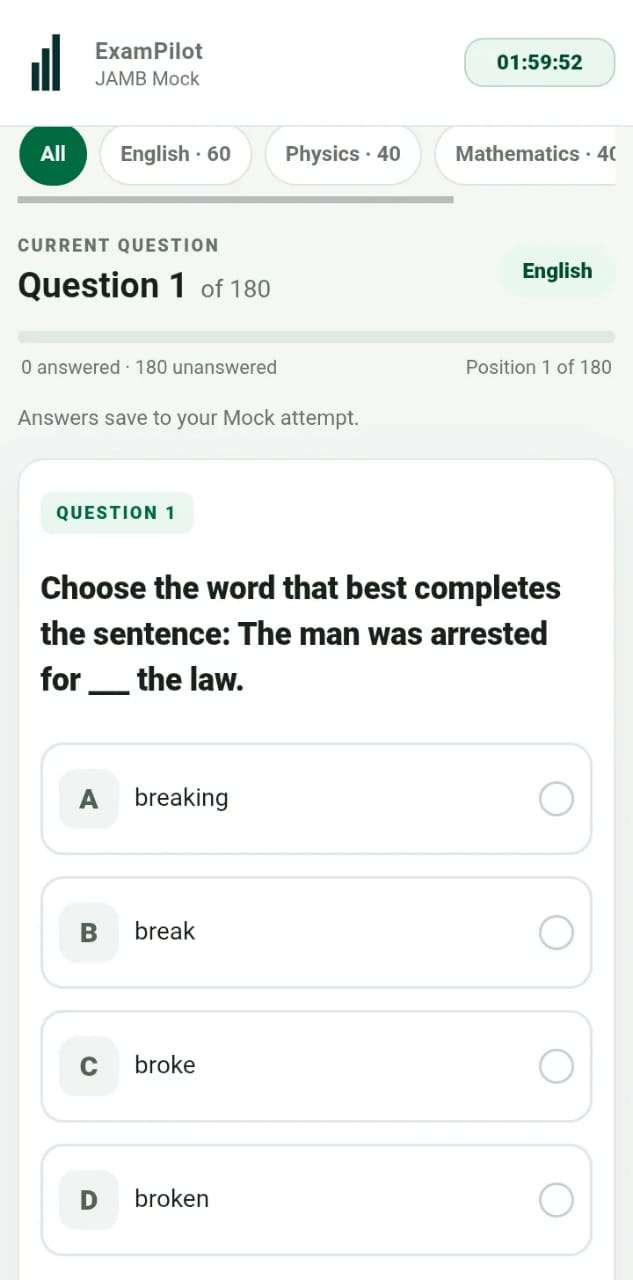 ExamPilot
JAMB Mock
01:59:52
All
English · 60
Physics · 40
Mathematics · 40
CURRENT QUESTION
Question 1 of 180
English
0 answered · 180 unanswered
Position 1 of 180
Answers save to your Mock attempt.
QUESTION 1
Choose the word that best completes
the sentence: The man was arrested
for ___ the law.
A breaking
B break
C broke
D broken